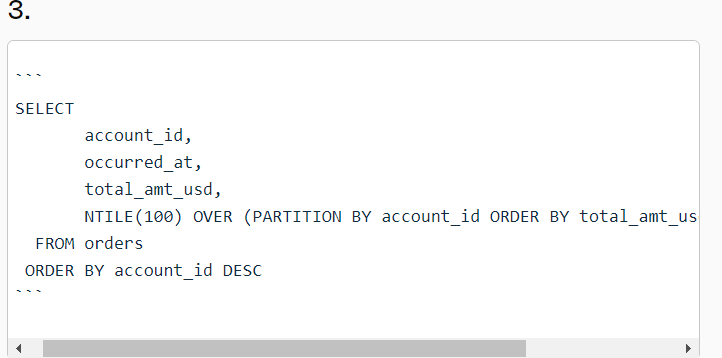 3.
```
SELECT
       account_id,
       occurred_at,
       total_amt_usd,
       NTILE(100) OVER (PARTITION BY account_id ORDER BY total_amt_us
  FROM orders
 ORDER BY account_id DESC
```